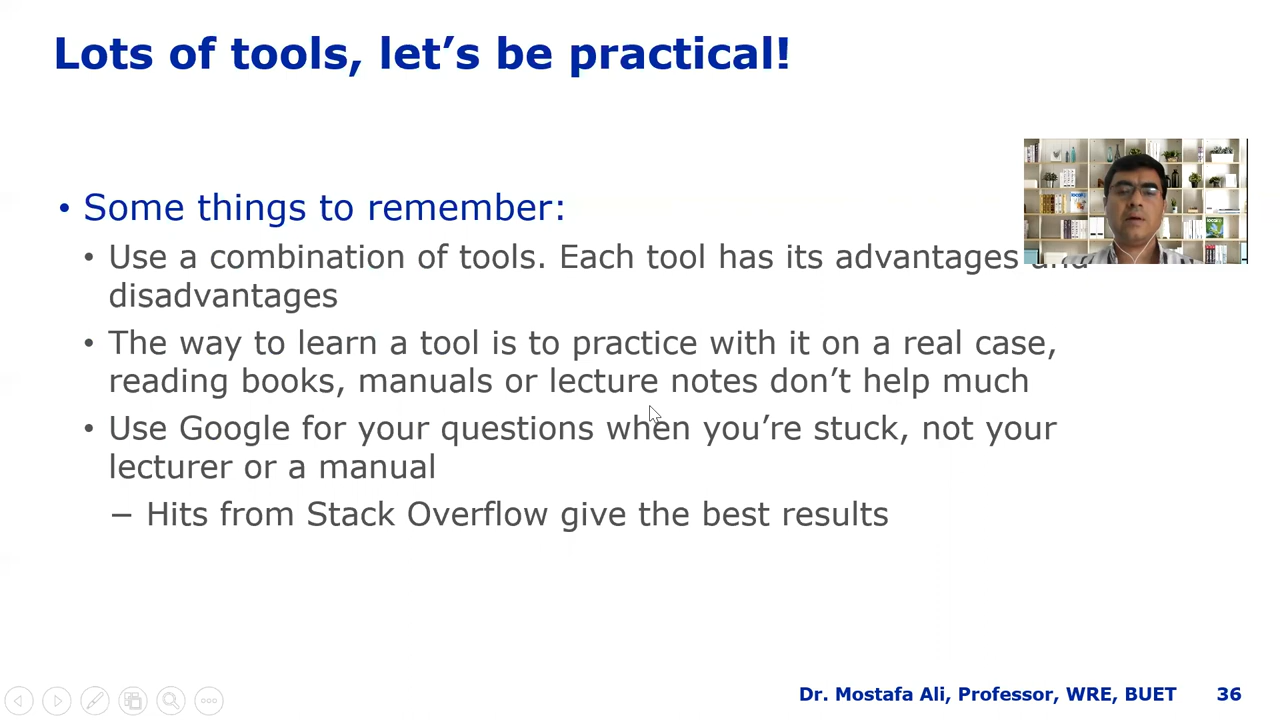 Lots of tools, let’s be practical!
• Some things to remember:
• Use a combination of tools. Each tool has its advantages and
disadvantages
• The way to learn a tool is to practice with it on a real case,
reading books, manuals or lecture notes don’t help much
• Use Google for your questions when you’re stuck, not your
lecturer or a manual
– Hits from Stack Overflow give the best results
Dr. Mostafa Ali, Professor, WRE, BUET 36